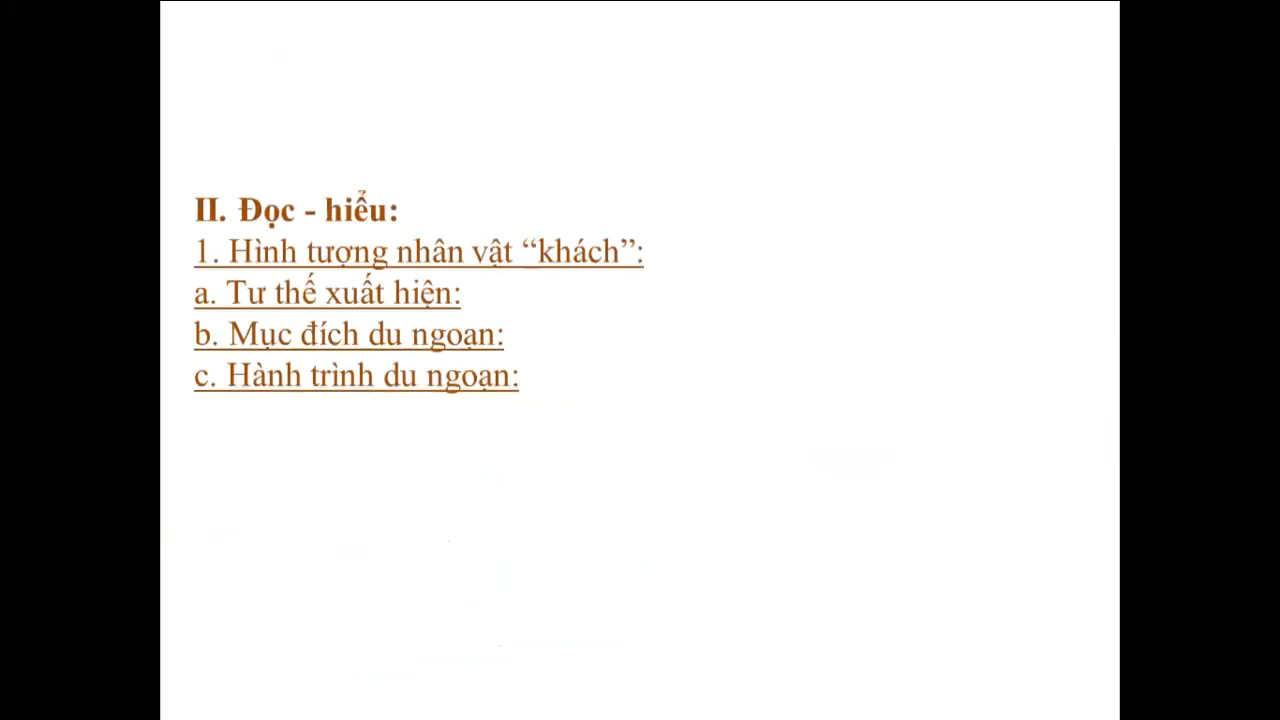 II. Đọc - hiểu:
1. Hình tượng nhân vật “khách”:
a. Tư thế xuất hiện:
b. Mục đích du ngoạn:
c. Hành trình du ngoạn: